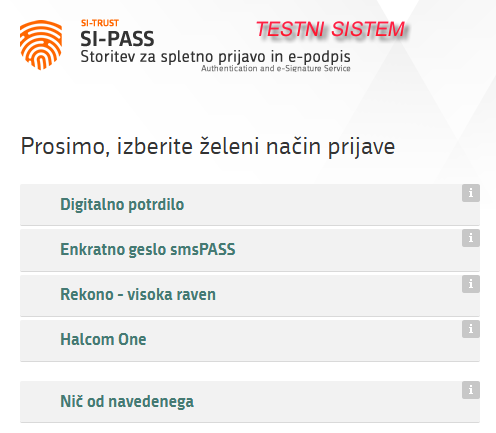 SI-TRUST
SI-PASS
TESTNI SISTEM
Storitev za spletno prijavo in e-podpis
Authentication and e-Signature Service
Prosimo, izberite želeni način prijave
Digitalno potrdilo
i
Enkratno geslo smsPASS
i
Rekono - visoka raven
i
Halcom One
i
Nič od navedenega
i